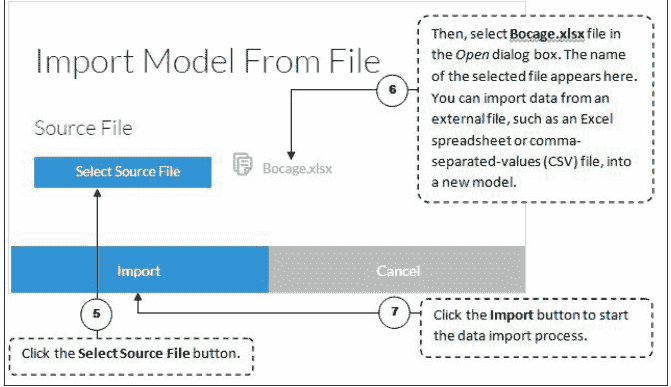 Import Model From File
Source File
Select Source File
Bocage.xlsx
Import
Cancel
6
Then, select Bocage.xlsx file in
the Open dialog box. The name
of the selected file appears here.
You can import data from an
external file, such as an Excel
spreadsheet or comma-
separated-values (CSV) file, into
a new model.
5
Click the Select Source File button.
7
Click the Import button to start
the data import process.